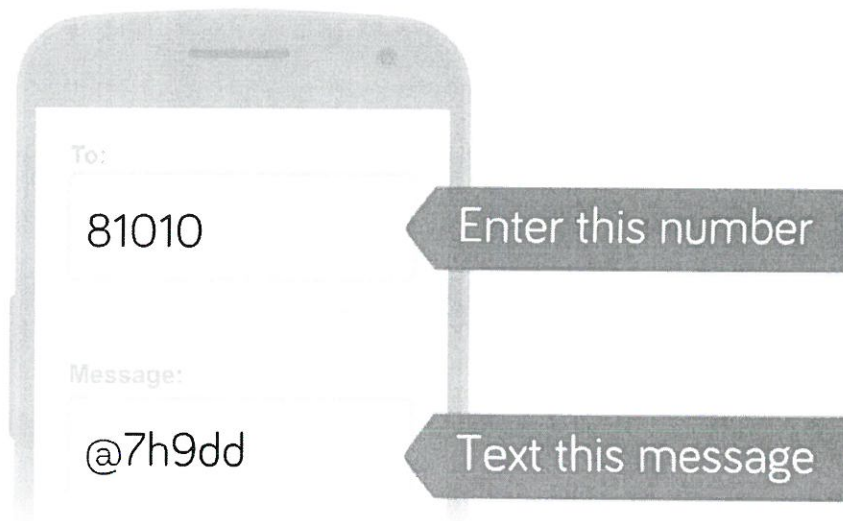 To:
81010
Enter this number
Message:
@7h9dd
Text this message